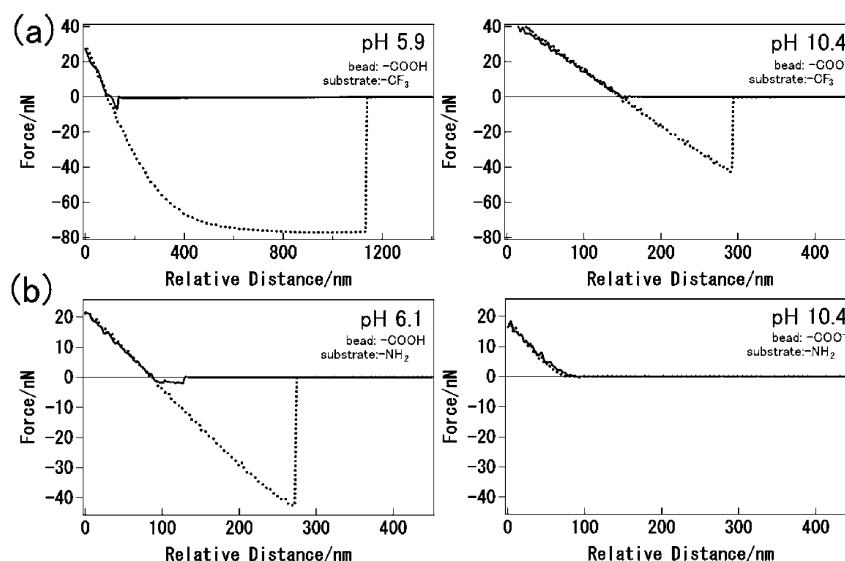 (a)
pH 5.9
bead: -COOH
substrate:-CF3
40
20
0
-20
-40
-60
-80
Force/nN
0 400 800 1200
Relative Distance/nm
pH 10.4
bead: -COO
substrate:-CF3
40
20
0
-20
-40
-60
-80
Force/nN
0 100 200 300 400
Relative Distance/nm
(b)
pH 6.1
bead: -COOH
substrate:-NH2
20
10
0
-10
-20
-30
-40
Force/nN
0 100 200 300 400
Relative Distance/nm
pH 10.4
bead: -COO-
substrate:-NH2
20
10
0
-10
-20
-30
-40
Force/nN
0 100 200 300 400
Relative Distance/nm